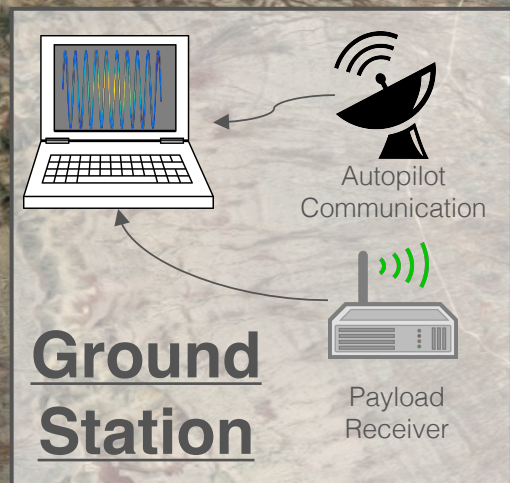 Autopilot
Communication
Payload
Receiver
Ground
Station